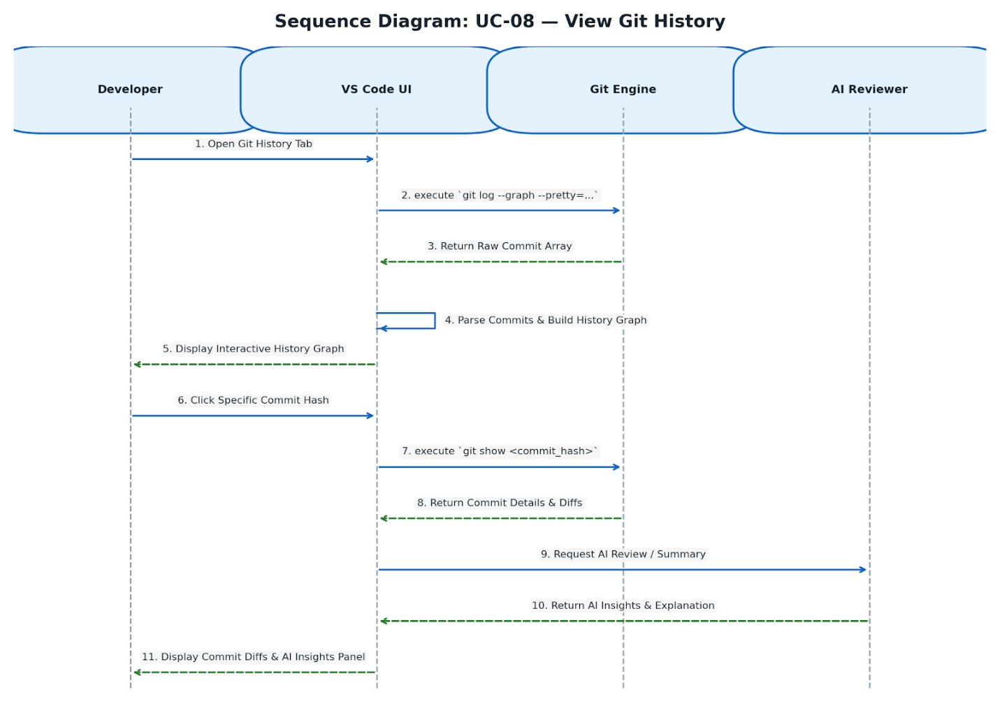 Sequence Diagram: UC-08 — View Git History
Developer
VS Code UI
Git Engine
AI Reviewer
1. Open Git History Tab
2. execute `git log --graph --pretty=...`
3. Return Raw Commit Array
4. Parse Commits & Build History Graph
5. Display Interactive History Graph
6. Click Specific Commit Hash
7. execute `git show <commit_hash>`
8. Return Commit Details & Diffs
9. Request AI Review / Summary
10. Return AI Insights & Explanation
11. Display Commit Diffs & AI Insights Panel